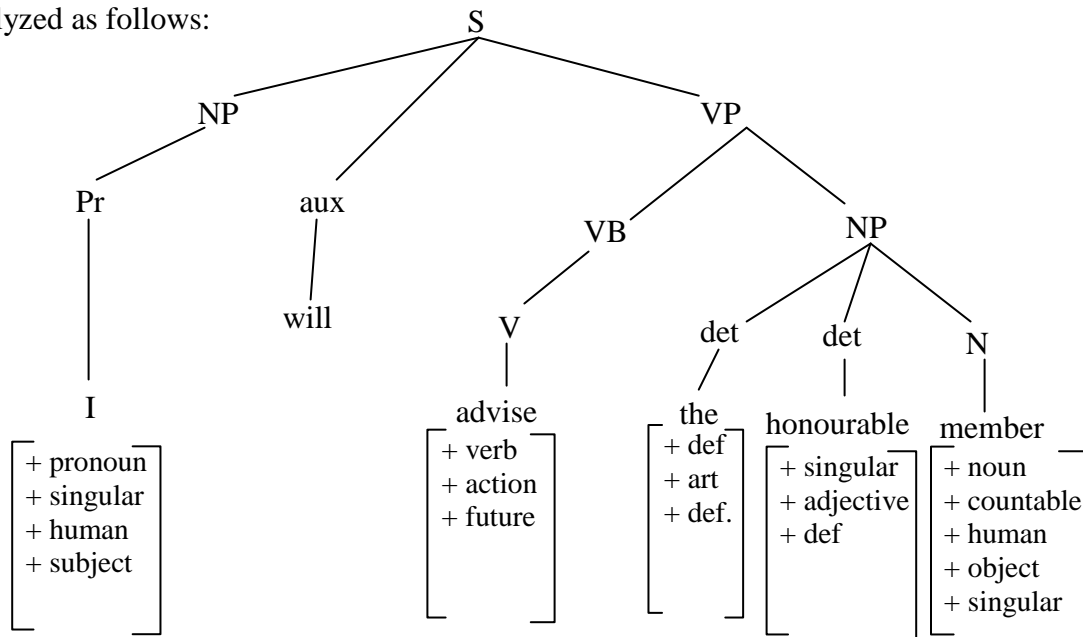 lyzed as follows:
S
NP VP
Pr aux VB NP
will V det det N
I advise the honourable member
+ pronoun
+ singular
+ human
+ subject
+ verb
+ action
+ future
+ def
+ art
+ def.
+ singular
+ adjective
+ def
+ noun
+ countable
+ human
+ object
+ singular